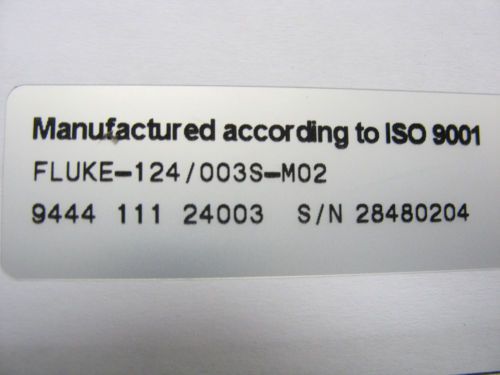 Manufactured according to ISO 9001
FLUKE-124/003S-M02
9444 111 24003 S/N 28480204